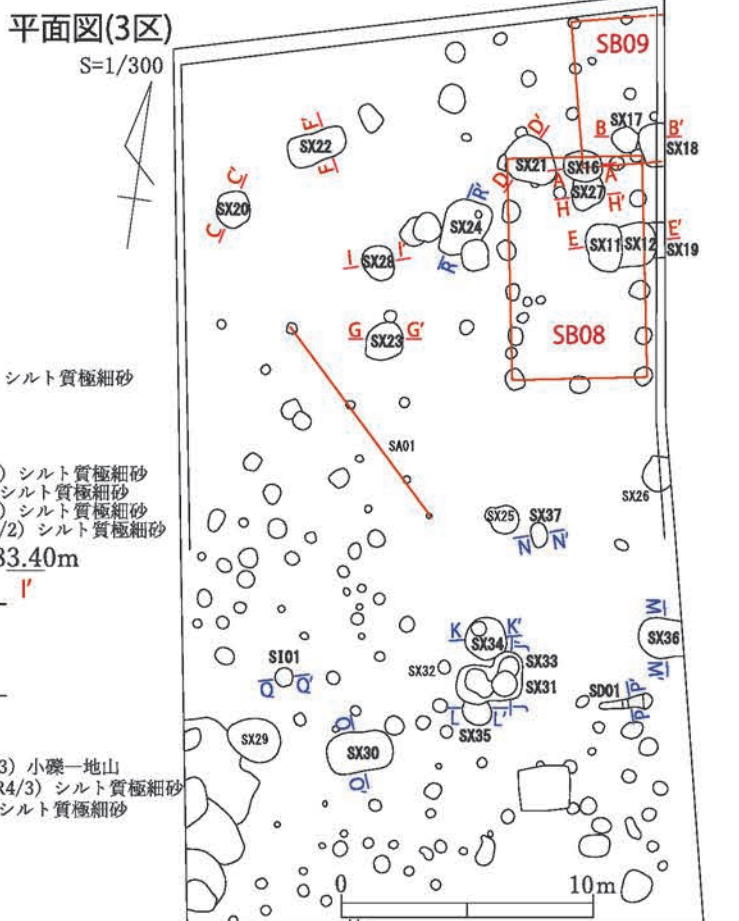 平面図(3区)
S=1/300
SB09
SX17
B B'
SX18
F'
SX22
F
D'
SX21
SX16
A A'
D
SX27
H H'
C'
SX20
C
R'
SX24
R
E
SX11
SX12
E'
SX19
I
SX28
I'
G
SX23
G'
SB08
SA01
シルト質極細砂
) シルト質極細砂
シルト質極細砂
) シルト質極細砂
/2) シルト質極細砂
83.40m
I'
SX26
SX25
SX37
N N'
K
K'
SX34
J'
SX33
SX32
SX31
J
L L'
SX35
M
SX36
M'
SI01
Q Q'
SD01
P'
P
SX29
O
SX30
O'
3) 小礫―地山
R4/3) シルト質極細砂
シルト質極細砂
0 10m